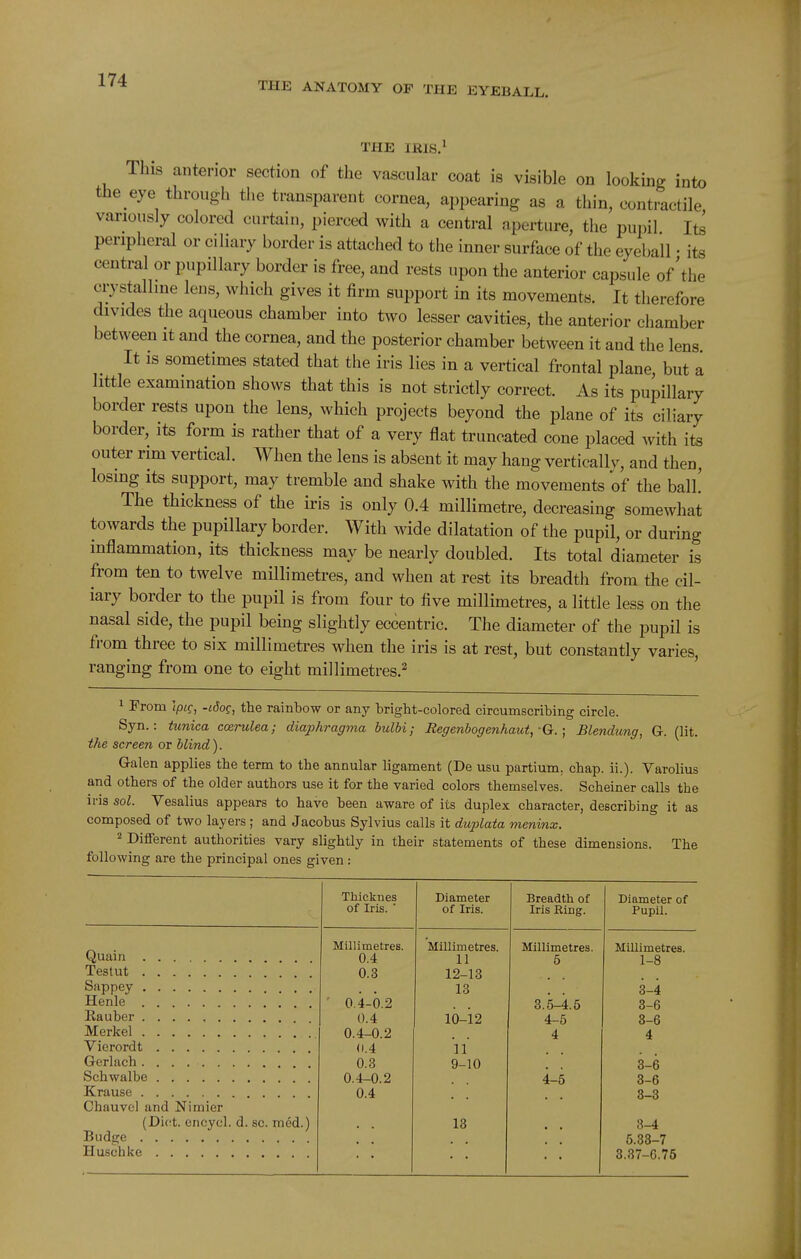 174
THE ANATOMY OF THE EYEBALL.
THE IRIS.¹
This anterior section of the vascular coat is visible on looking into
the eye through the transparent cornea, appearing as a thin, contractile,
variously colored curtain, pierced with a central aperture, the pupil. Its
peripheral or ciliary border is attached to the inner surface of the eyeball; its
central or pupillary border is free, and rests upon the anterior capsule of the
crystalline lens, which gives it firm support in its movements. It therefore
divides the aqueous chamber into two lesser cavities, the anterior chamber
between it and the cornea, and the posterior chamber between it and the lens.
It is sometimes stated that the iris lies in a vertical frontal plane, but a
little examination shows that this is not strictly correct. As its pupillary
border rests upon the lens, which projects beyond the plane of its ciliary
border, its form is rather that of a very flat truncated cone placed with its
outer rim vertical. When the lens is absent it may hang vertically, and then,
losing its support, may tremble and shake with the movements of the ball.
The thickness of the iris is only 0.4 millimetre, decreasing somewhat
towards the pupillary border. With wide dilatation of the pupil, or during
inflammation, its thickness may be nearly doubled. Its total diameter is
from ten to twelve millimetres, and when at rest its breadth from the cil-
iary border to the pupil is from four to five millimetres, a little less on the
nasal side, the pupil being slightly eccentric. The diameter of the pupil is
from three to six millimetres when the iris is at rest, but constantly varies,
ranging from one to eight millimetres.²
¹ From ἶρις, -ιδος, the rainbow or any bright-colored circumscribing circle.
Syn.: tunica cœrulea; diaphragma bulbi; Regenbogenhaut, G.; Blendung, G. (lit.
the screen or blind).
Galen applies the term to the annular ligament (De usu partium, chap. ii.). Varolius
and others of the older authors use it for the varied colors themselves. Scheiner calls the
iris sol. Vesalius appears to have been aware of its duplex character, describing it as
composed of two layers; and Jacobus Sylvius calls it duplata meninx.
² Different authorities vary slightly in their statements of these dimensions. The
following are the principal ones given:
Thicknes of Iris. Diameter of Iris. Breadth of Iris Ring. Diameter of Pupil.
Millimetres. Millimetres. Millimetres. Millimetres.
Quain . . . 0.4 11 5 1–8
Testut . . . 0.3 12–13 . . . .
Sappey . . . . . 13 . . 3–4
Henle . . . 0.4–0.2 . . 3.5–4.5 3–6
Rauber . . . 0.4 10–12 4–5 3–6
Merkel . . . 0.4–0.2 . . 4 4
Vierordt . . . 0.4 11 . . . .
Gerlach . . . 0.3 9–10 . . 3–6
Schwalbe . . . 0.4–0.2 . . 4–5 3–6
Krause . . . 0.4 . . . . 3–3
Chauvel and Nimier
(Dict. encycl. d. sc. méd.) . . 13 . . 3–4
Budge . . . . . . . . . 5.33–7
Huschke . . . . . . . . . 3.37–6.75